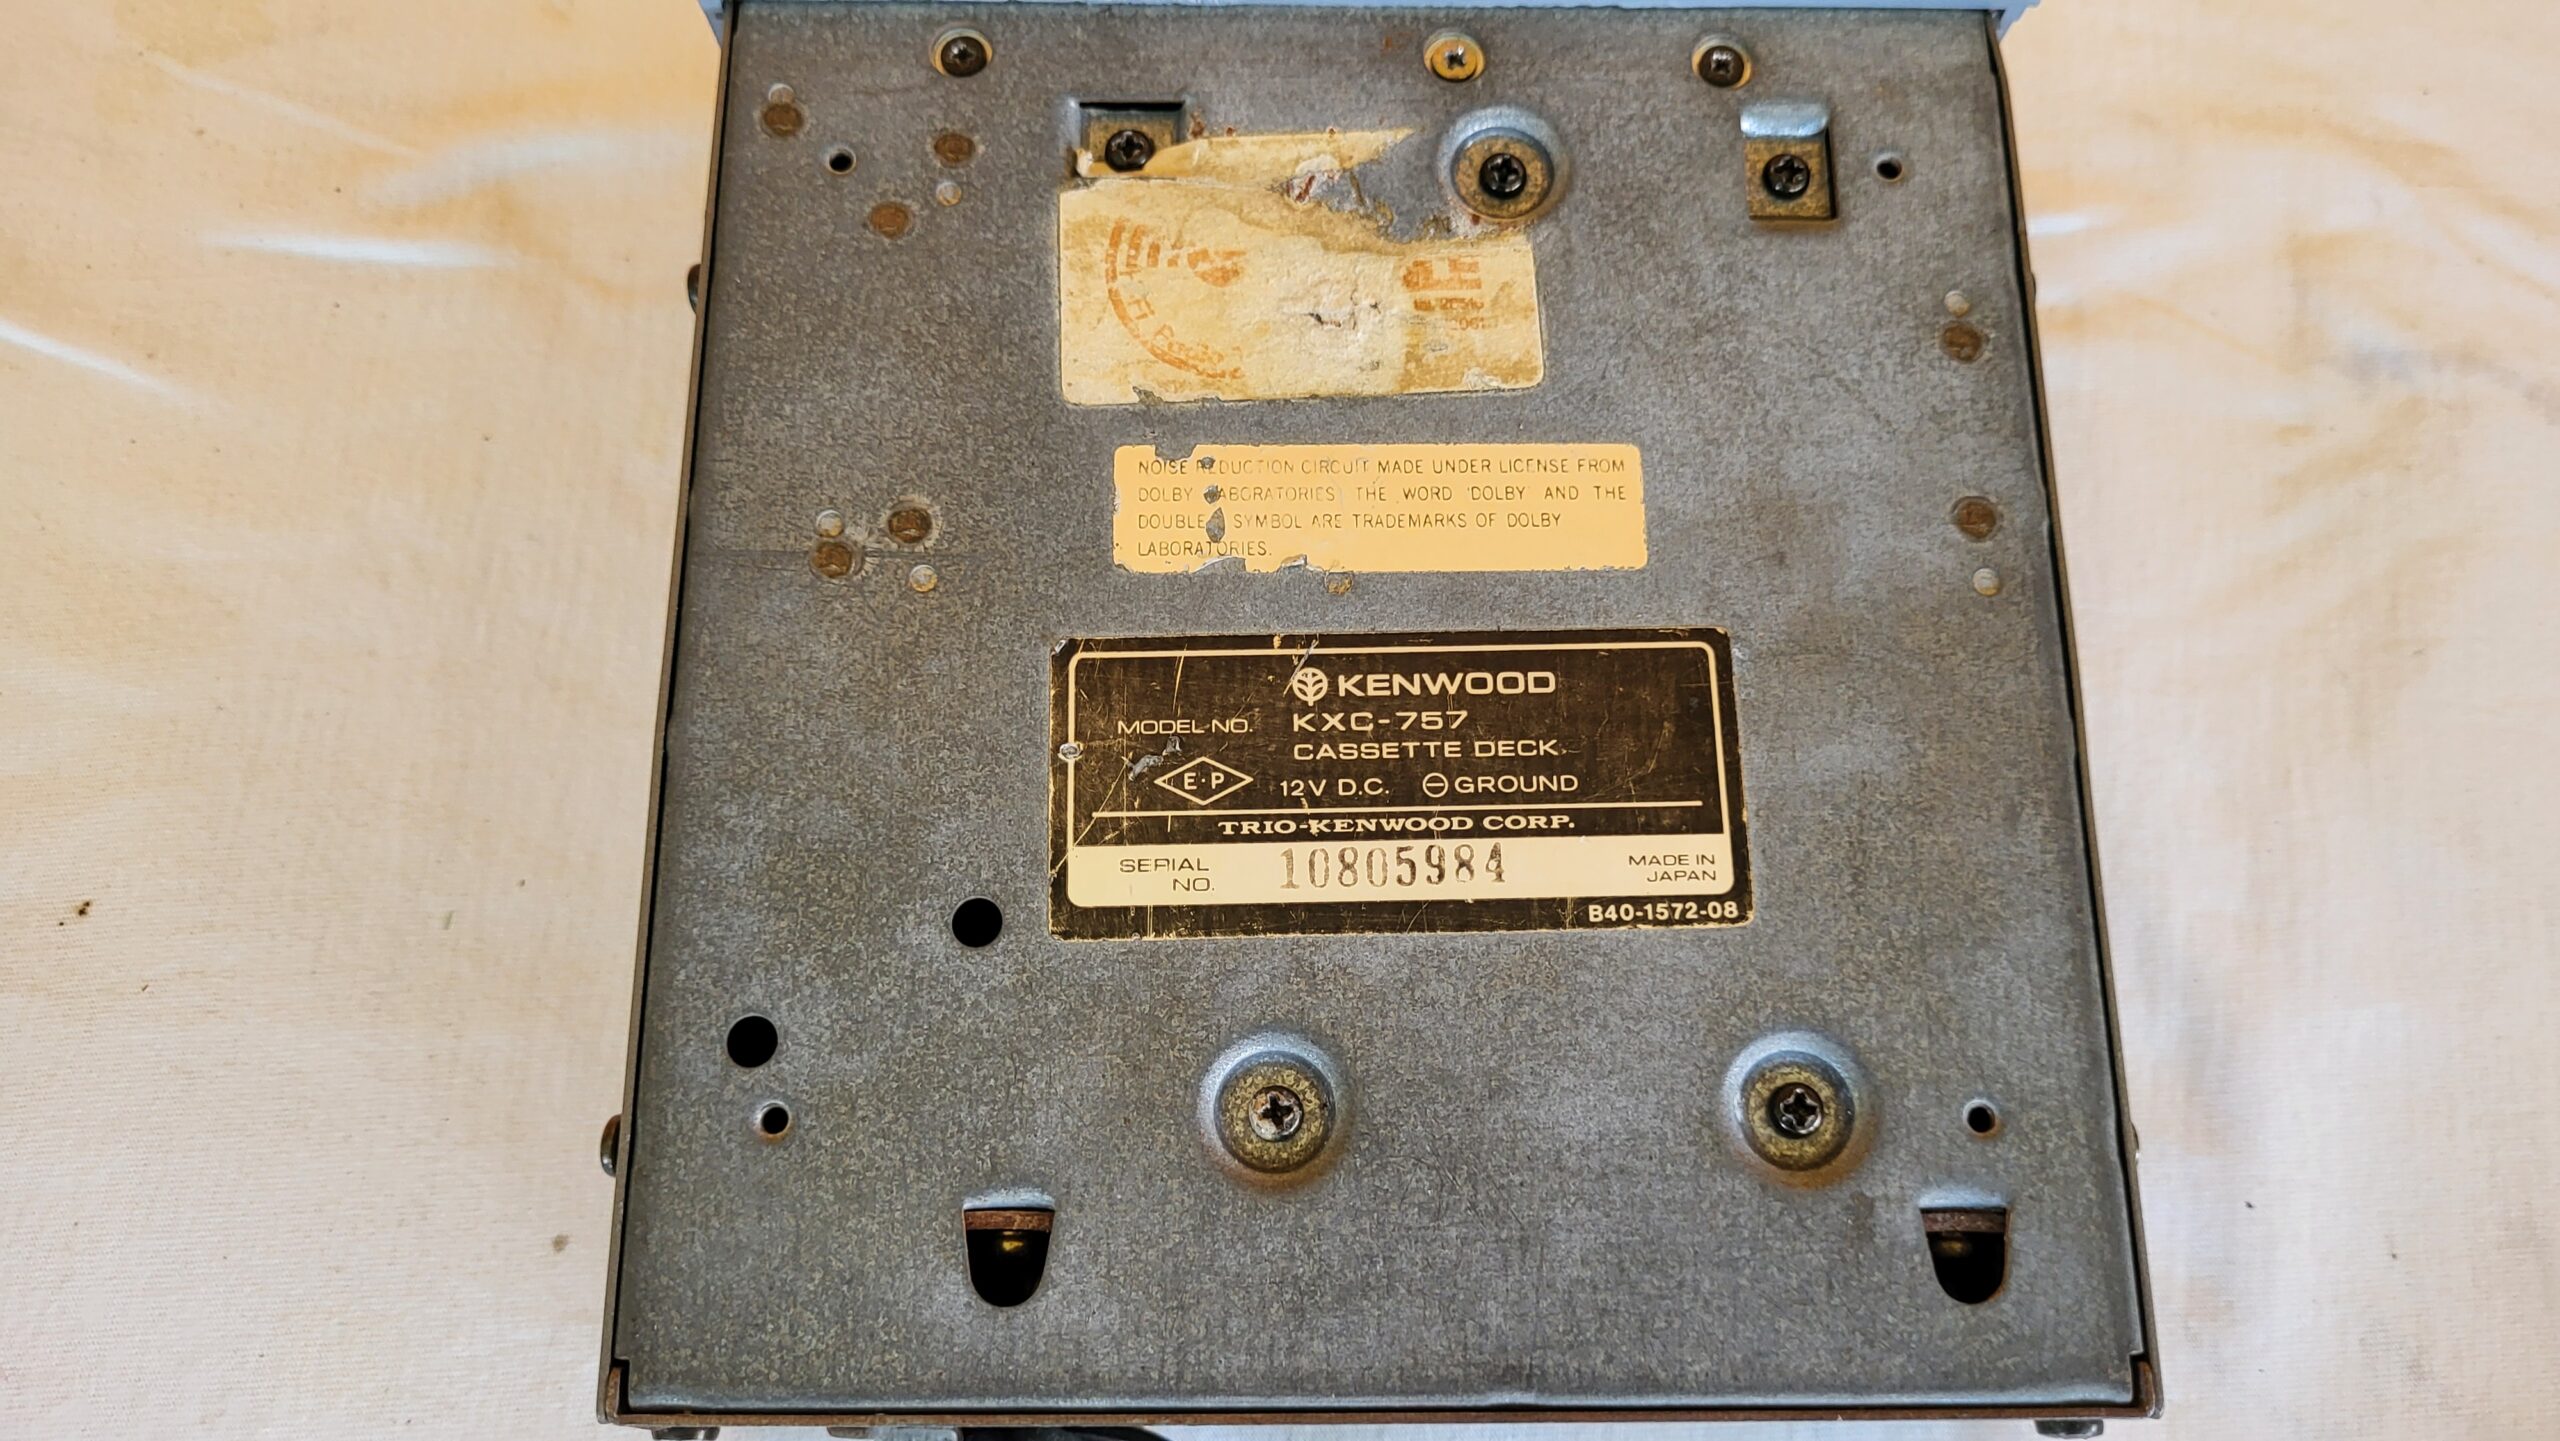 NOISE REDUCTION CIRCUIT MADE UNDER LICENSE FROM
DOLBY LABORATORIES. THE WORD 'DOLBY' AND THE
DOUBLE SYMBOL ARE TRADEMARKS OF DOLBY
LABORATORIES.
KENWOOD
MODEL NO. KXC-757
CASSETTE DECK
E·P 12V D.C. ⊖ GROUND
TRIO-KENWOOD CORP.
SERIAL NO. 10805984 MADE IN JAPAN
B40-1572-08